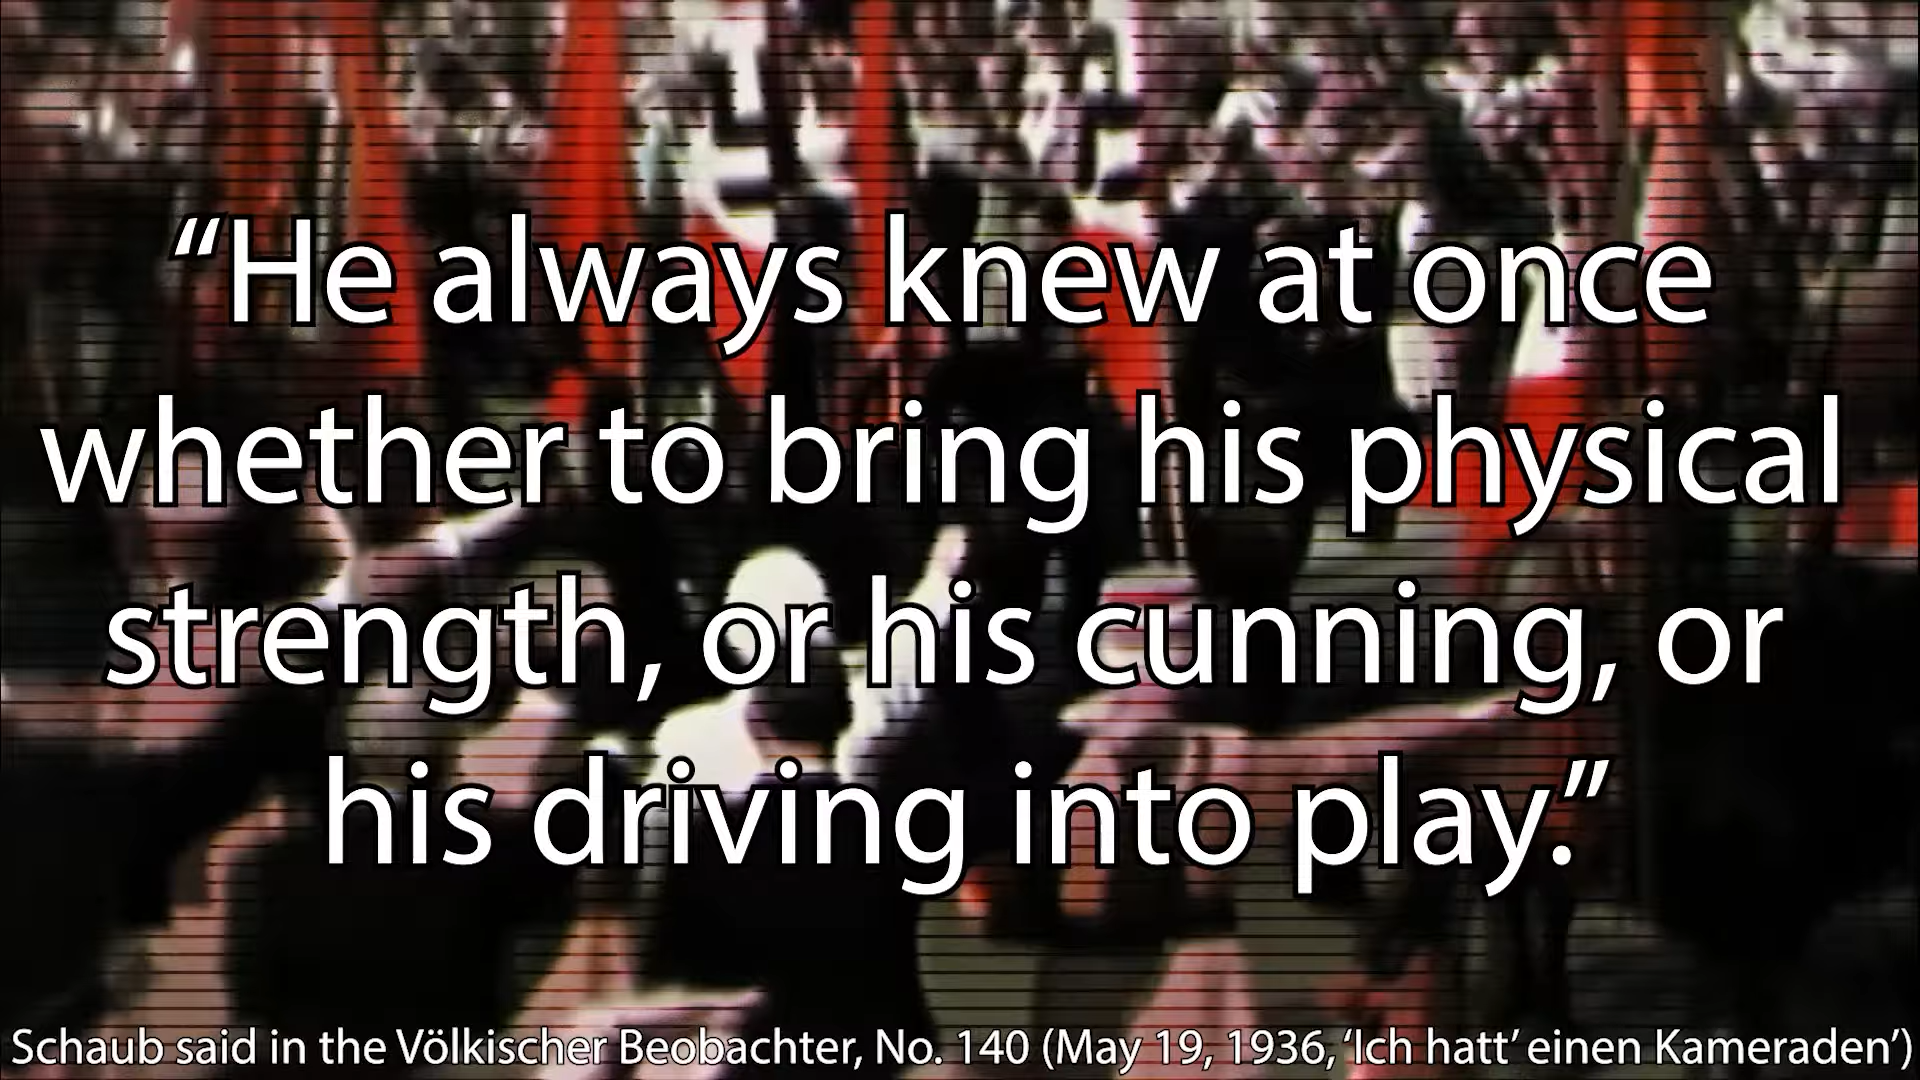 “He always knew at once
whether to bring his physical
strength, or his cunning, or
his driving into play.”
Schaub said in the Völkischer Beobachter, No. 140 (May 19, 1936, ‘Ich hatt’ einen Kameraden’)